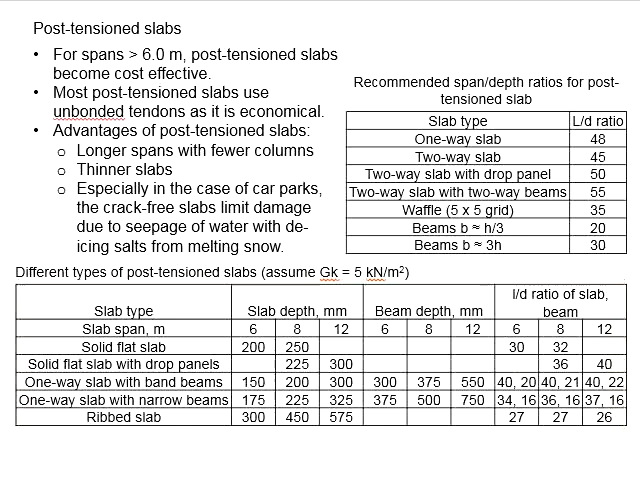 Post-tensioned slabs
• For spans > 6.0 m, post-tensioned slabs
become cost effective.
• Most post-tensioned slabs use
unbonded tendons as it is economical.
• Advantages of post-tensioned slabs:
o Longer spans with fewer columns
o Thinner slabs
o Especially in the case of car parks,
the crack-free slabs limit damage
due to seepage of water with de-
icing salts from melting snow.
Recommended span/depth ratios for post-
tensioned slab
Slab type L/d ratio
One-way slab 48
Two-way slab 45
Two-way slab with drop panel 50
Two-way slab with two-way beams 55
Waffle (5 x 5 grid) 35
Beams b ≈ h/3 20
Beams b ≈ 3h 30
Different types of post-tensioned slabs (assume Gk = 5 kN/m²)
Slab type Slab depth, mm Beam depth, mm l/d ratio of slab,
beam
Slab span, m 6 8 12 6 8 12 6 8 12
Solid flat slab 200 250 30 32
Solid flat slab with drop panels 225 300 36 40
One-way slab with band beams 150 200 300 300 375 550 40, 20 40, 21 40, 22
One-way slab with narrow beams 175 225 325 375 500 750 34, 16 36, 16 37, 16
Ribbed slab 300 450 575 27 27 26